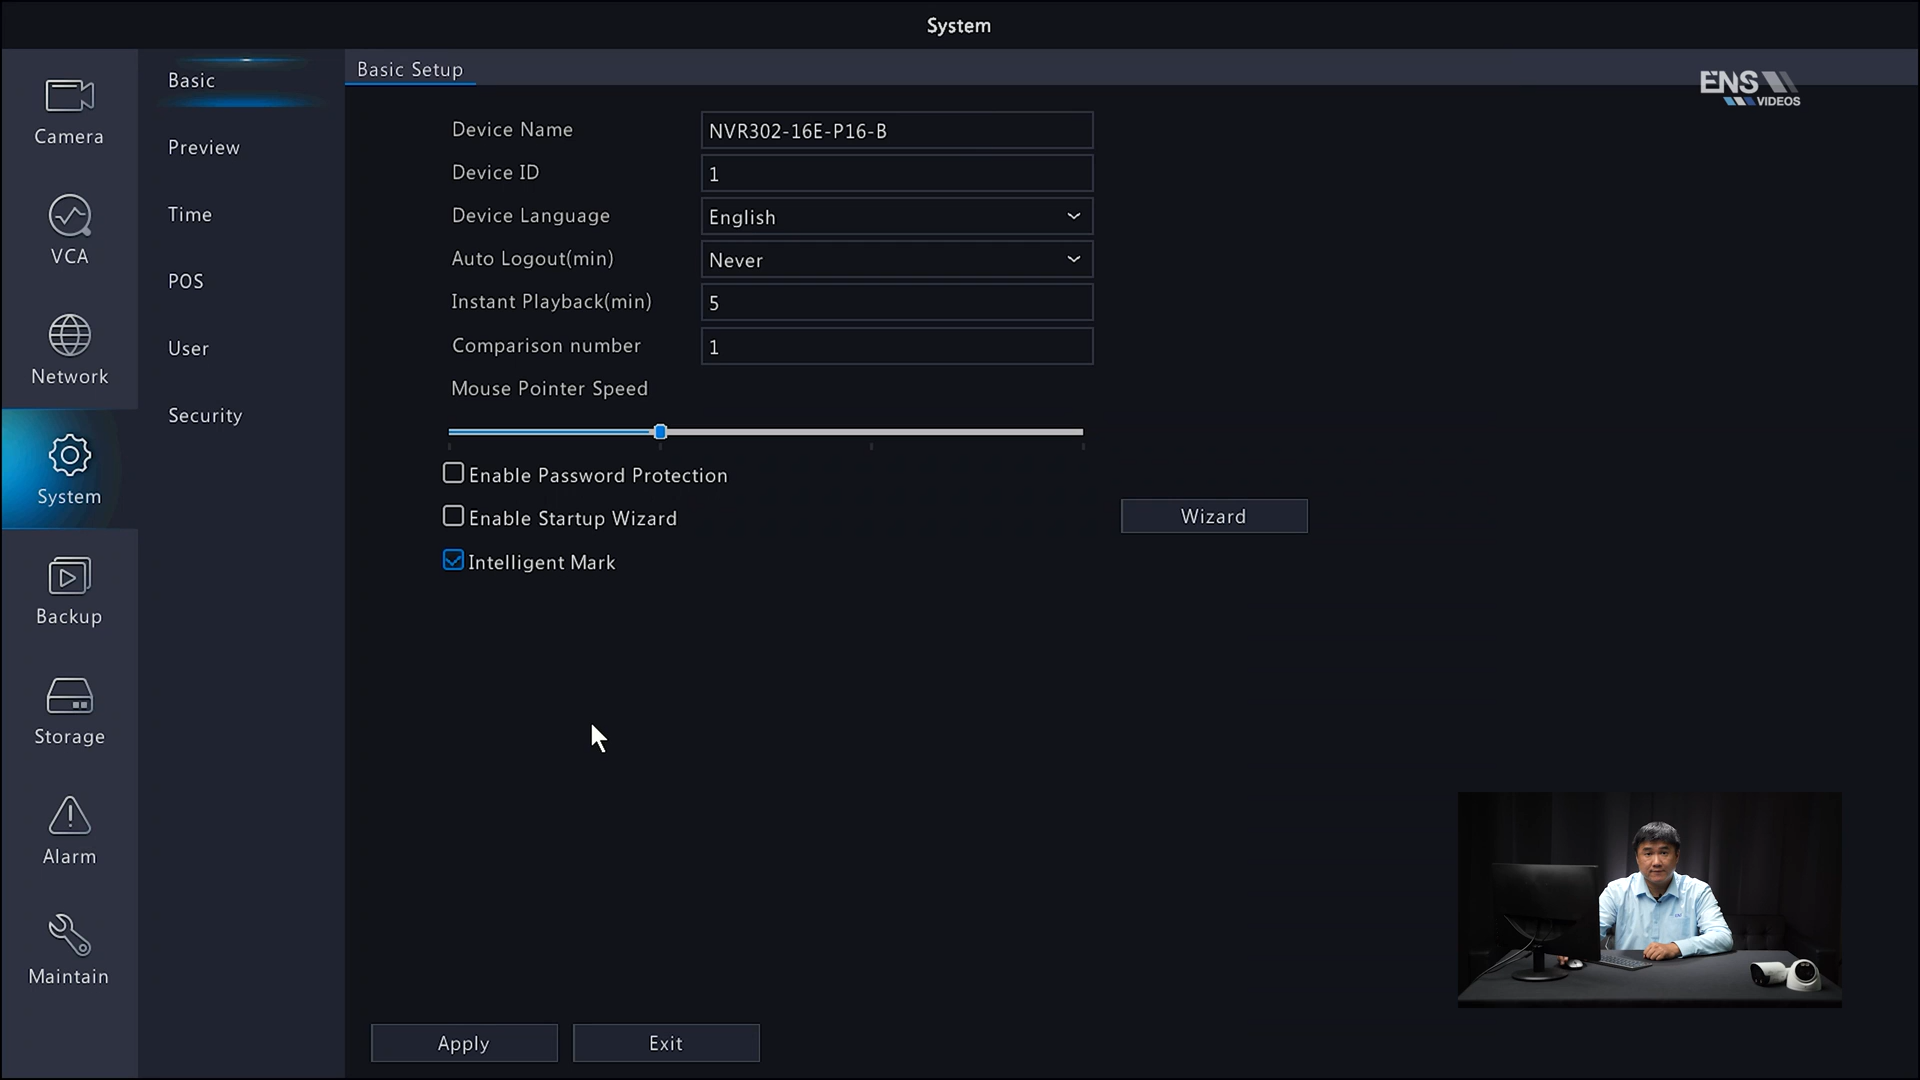 System
Camera
VCA
Network
System
Backup
Storage
Alarm
Maintain
Basic
Preview
Time
POS
User
Security
Basic Setup
ENS
VIDEOS
Device Name NVR302-16E-P16-B
Device ID 1
Device Language English
Auto Logout(min) Never
Instant Playback(min) 5
Comparison number 1
Mouse Pointer Speed
Enable Password Protection
Enable Startup Wizard Wizard
Intelligent Mark
Apply Exit